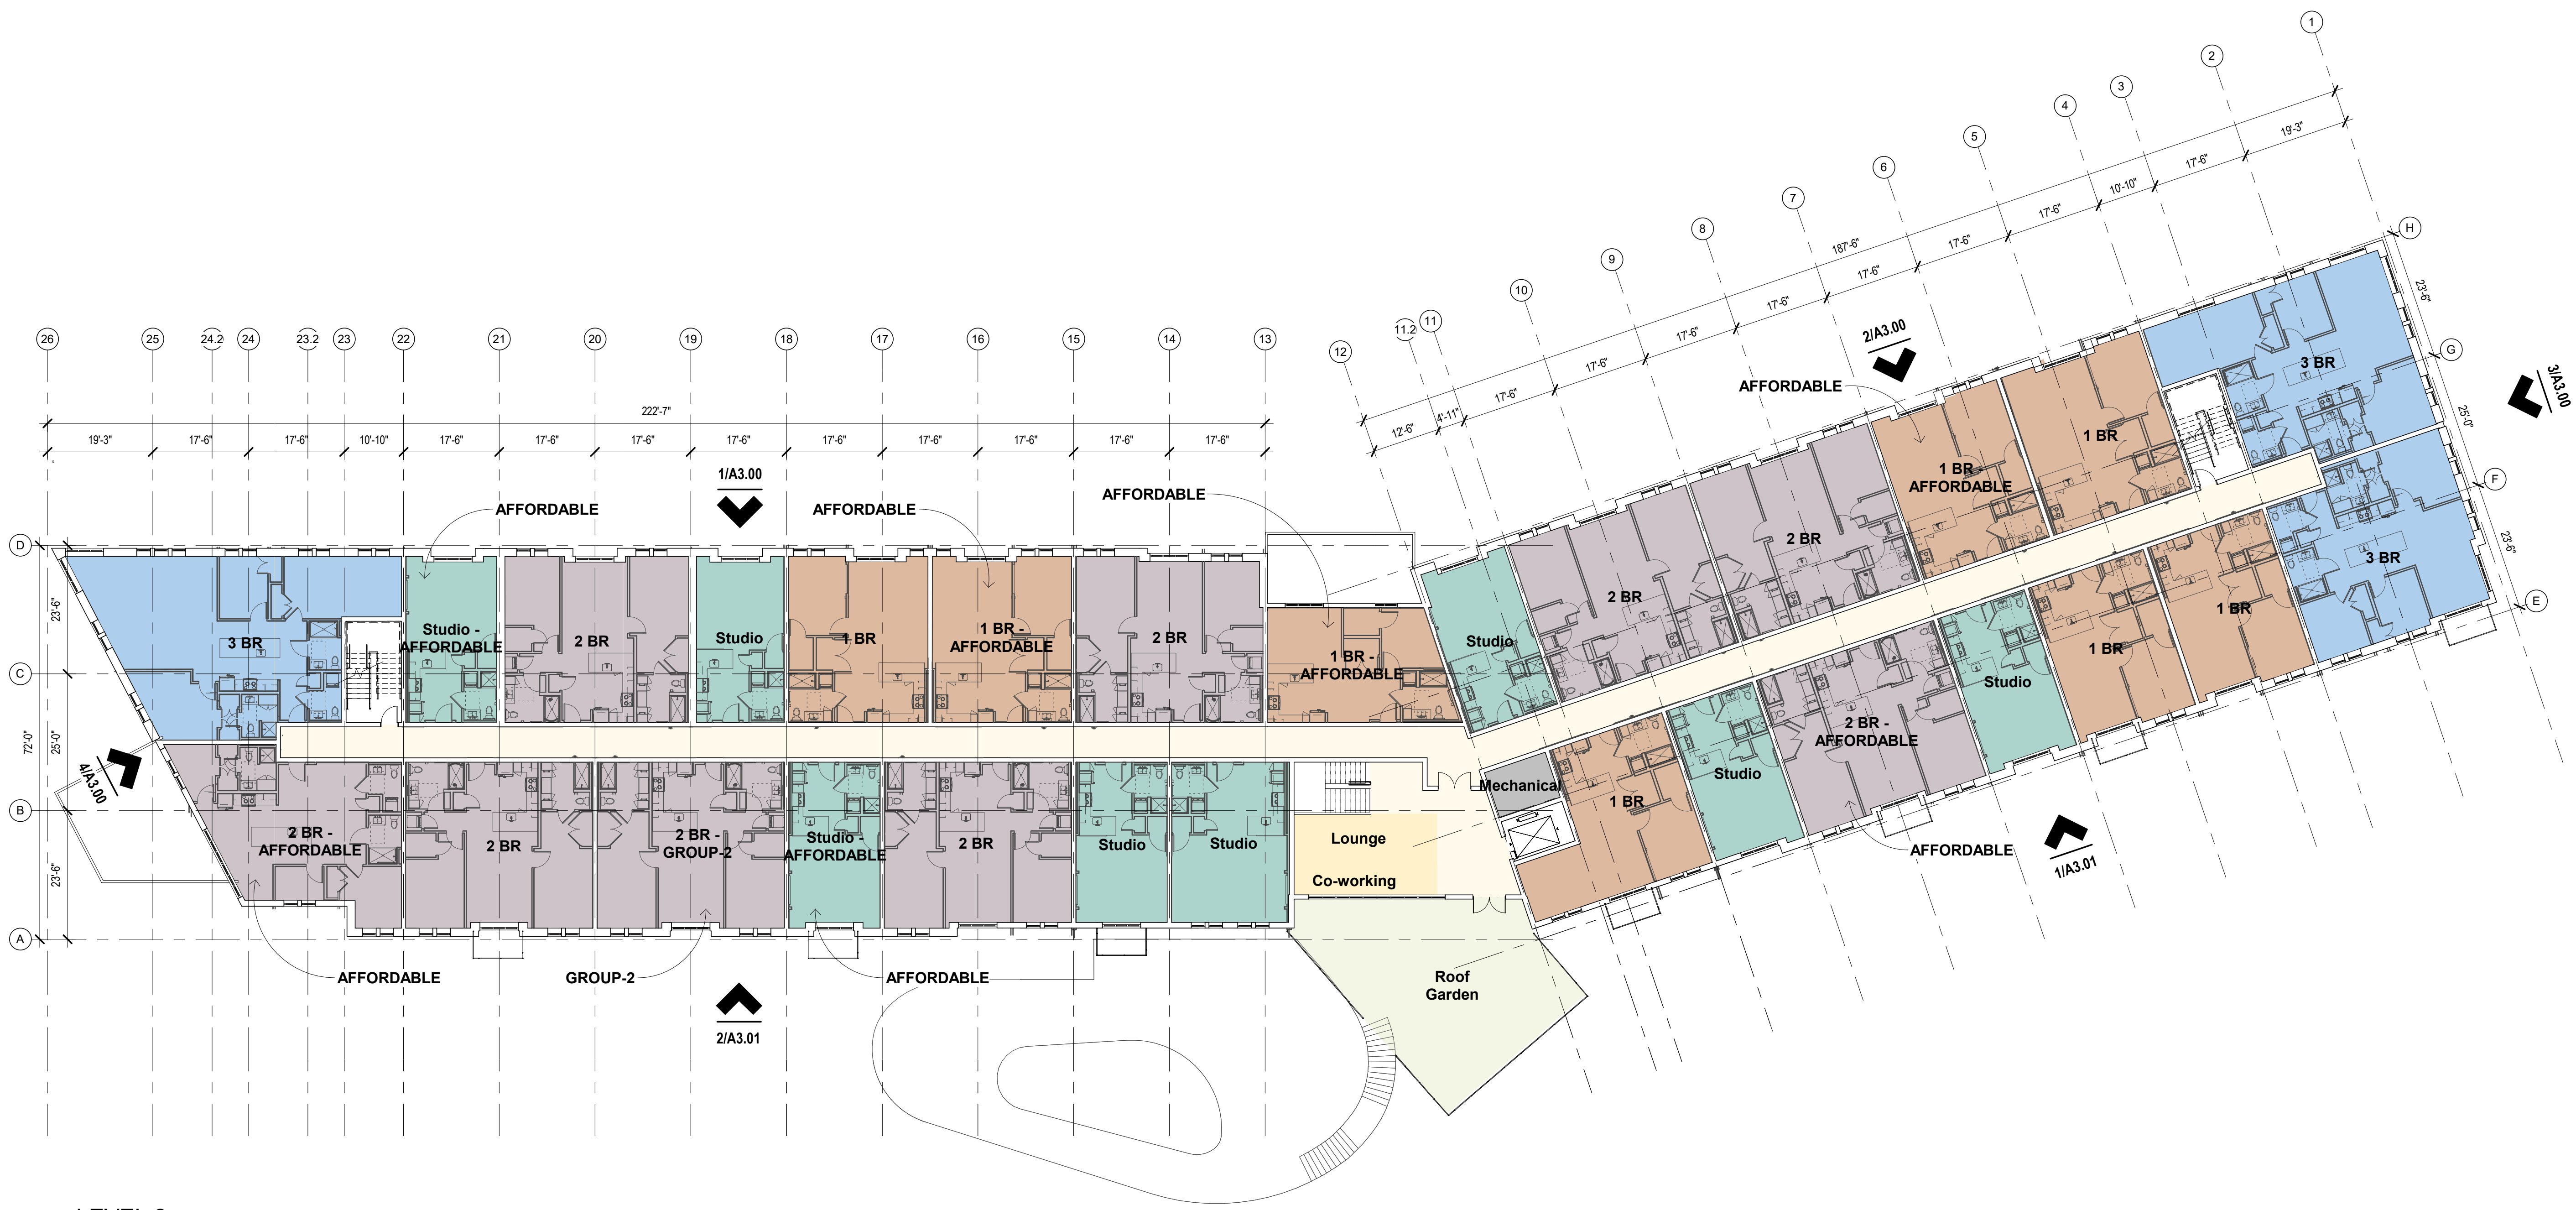 1
2
3
4
5
6
7
8
9
10
11
11.2
12
26
25
24.2
24
23.2
23
22
21
20
19
18
17
16
15
14
13
19'-3"
17'-6"
10'-10"
17'-6"
17'-6"
17'-6"
17'-6"
17'-6"
17'-6"
17'-6"
4'-11"
12'-6"
187'-6"
222'-7"
19'-3"
17'-6"
17'-6"
10'-10"
17'-6"
17'-6"
17'-6"
17'-6"
17'-6"
17'-6"
17'-6"
17'-6"
17'-6"
H
G
F
E
23'-6"
25'-0"
23'-6"
D
C
B
A
72'-0"
23'-6"
25'-0"
23'-6"
1/A3.00
2/A3.00
3/A3.00
4/A3.00
1/A3.01
2/A3.01
AFFORDABLE
AFFORDABLE
AFFORDABLE
AFFORDABLE
3 BR
Studio -
AFFORDABLE
2 BR
Studio
1 BR
1 BR -
AFFORDABLE
2 BR
1 BR -
AFFORDABLE
Studio
2 BR
2 BR
1 BR -
AFFORDABLE
1 BR
3 BR
3 BR
1 BR
1 BR
Studio
2 BR -
AFFORDABLE
Studio
1 BR
Mechanical
2 BR -
AFFORDABLE
2 BR
2 BR -
GROUP-2
Studio -
AFFORDABLE
2 BR
Studio
Studio
Lounge
Co-working
AFFORDABLE
AFFORDABLE
GROUP-2
AFFORDABLE
Roof
Garden